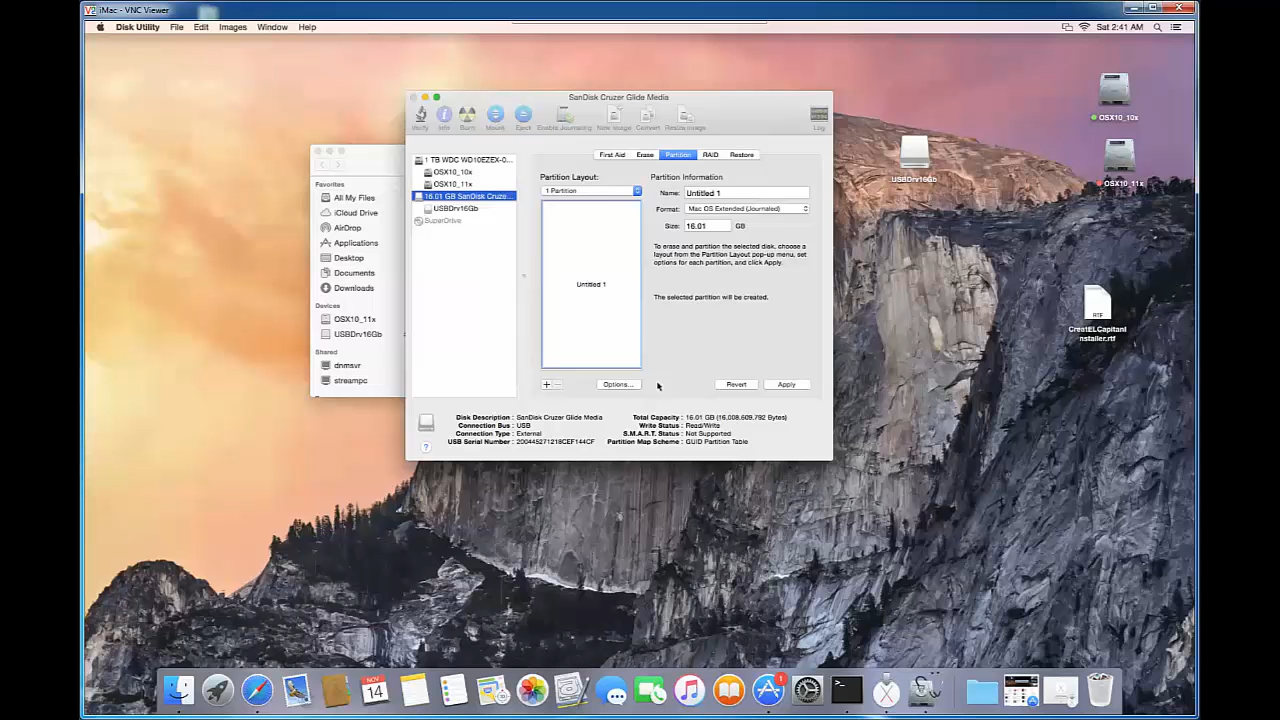 iMac - VNC Viewer
Disk Utility File Edit Images Window Help
Sat 2:41 AM
SanDisk Cruzer Glide Media
Verify Info Burn Mount Eject Enable Journaling New Image Convert Resize Image Log
1 TB WDC WD10EZEX-0...
OSX10_10x
OSX10_11x
16.01 GB SanDisk Cruze...
USBDrv16Gb
SuperDrive
First Aid Erase Partition RAID Restore
Partition Layout:
1 Partition
Untitled 1
Options...
Partition Information
Name: Untitled 1
Format: Mac OS Extended (Journaled)
Size: 16.01 GB
To erase and partition the selected disk, choose a
layout from the Partition Layout pop-up menu, set
options for each partition, and click Apply.
The selected partition will be created.
Revert Apply
Disk Description : SanDisk Cruzer Glide Media
Connection Bus : USB
Connection Type : External
USB Serial Number : 200445271218CEF144CF
Total Capacity : 16.01 GB (16,008,609,792 Bytes)
Write Status : Read/Write
S.M.A.R.T. Status : Not Supported
Partition Map Scheme : GUID Partition Table
Favorites
All My Files
iCloud Drive
AirDrop
Applications
Desktop
Documents
Downloads
Devices
OSX10_11x
USBDrv16Gb
Shared
dnmsvr
streampc
OSX10_10x
USBDrv16Gb
OSX10_11x
RTF
CreatELCapitanI
nstaller.rtf
NOV
14
1